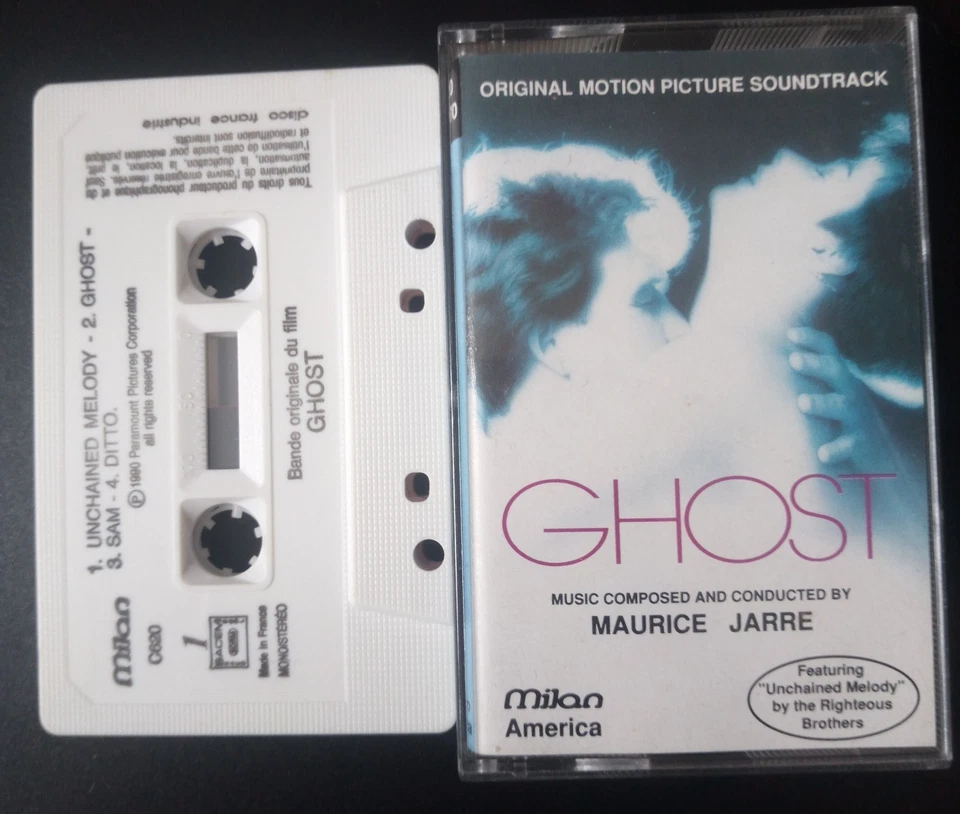 disco france industrie
Tous droits du producteur phonographique et de
propriétaire de l'œuvre enregistrée, réservés. Sauf
autorisation, la duplication, la location, le prêt,
l'utilisation de cette bande pour exécution publique
et radiodiffusion sont interdits.
1. UNCHAINED MELODY - 2. GHOST -
3. SAM - 4. DITTO.
Ⓟ 1990 Paramount Pictures Corporation
all rights reserved
Bande originale du film
GHOST
milan
C620
1
SACEM
Made in France
MONO/STÉRÉO
ORIGINAL MOTION PICTURE SOUNDTRACK
GHOST
MUSIC COMPOSED AND CONDUCTED BY
MAURICE JARRE
milan
America
Featuring
"Unchained Melody"
by the Righteous
Brothers